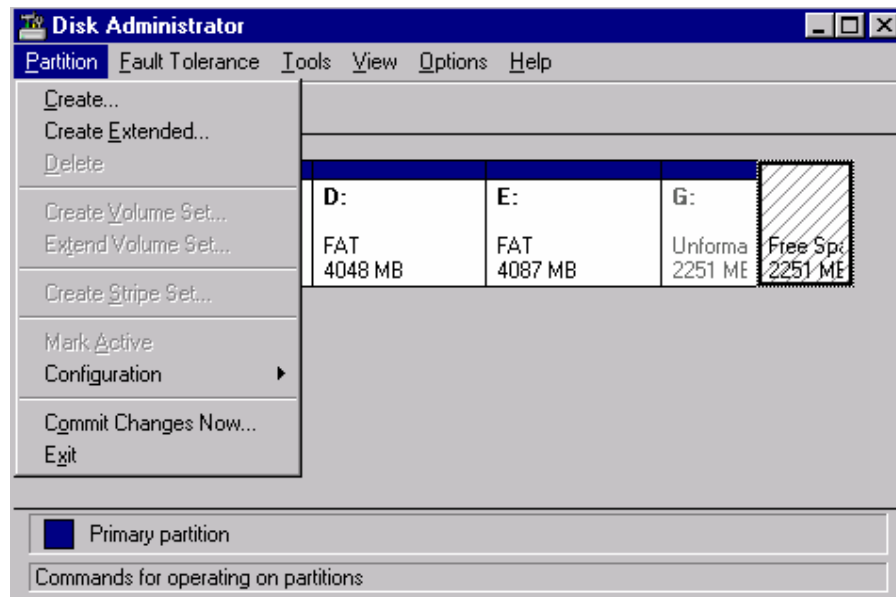 Disk Administrator
Partition Fault Tolerance Tools View Options Help
Create...
Create Extended...
Delete
Create Volume Set...
Extend Volume Set...
Create Stripe Set...
Mark Active
Configuration
Commit Changes Now...
Exit
D:
FAT
4048 MB
E:
FAT
4087 MB
G:
Unforma
2251 ME
Free Spa
2251 ME
Primary partition
Commands for operating on partitions